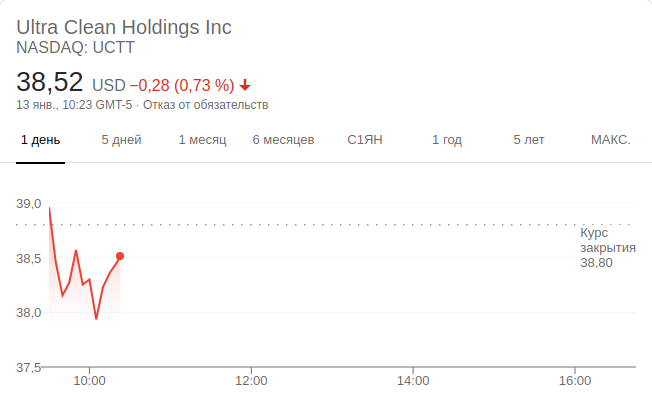 Ultra Clean Holdings Inc
NASDAQ: UCTT
38,52 USD −0,28 (0,73 %)
13 янв., 10:23 GMT-5 · Отказ от обязательств
1 день 5 дней 1 месяц 6 месяцев С1ЯН 1 год 5 лет МАКС.
39,0
38,5
38,0
37,5
Курс
закрытия
38,80
10:00 12:00 14:00 16:00